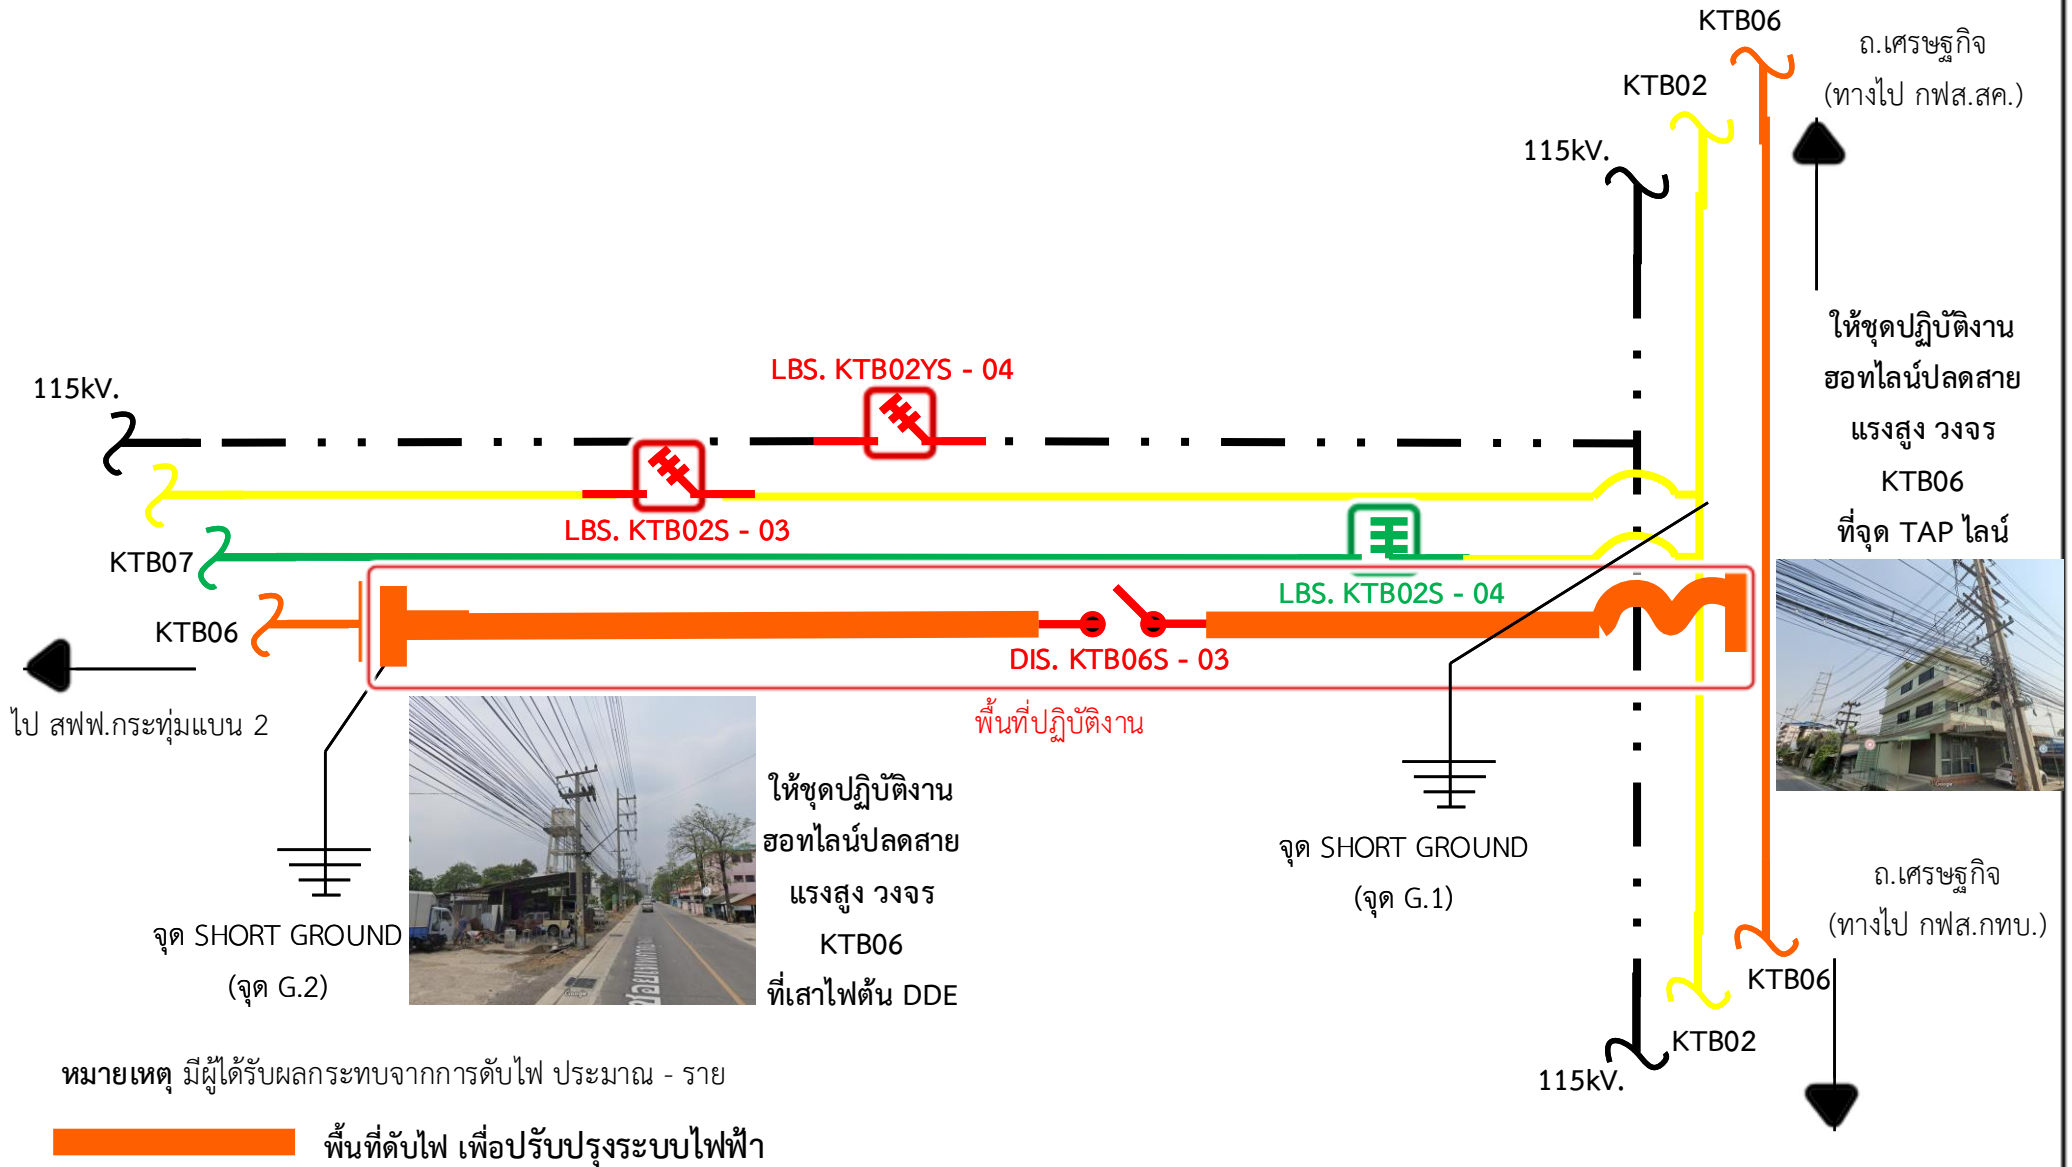 KTB06
ถ.เศรษฐกิจ
(ทางไป กฟส.สค.)
KTB02
115kV.
ให้ชุดปฏิบัติงาน
ฮอทไลน์ปลดสาย
แรงสูง วงจร
KTB06
ที่จุด TAP ไลน์
LBS. KTB02YS - 04
115kV.
LBS. KTB02S - 03
KTB07
LBS. KTB02S - 04
KTB06
DIS. KTB06S - 03
ไป สฟฟ.กระทุ่มแบน 2
พื้นที่ปฏิบัติงาน
ให้ชุดปฏิบัติงาน
ฮอทไลน์ปลดสาย
แรงสูง วงจร
KTB06
ที่เสาไฟต้น DDE
จุด SHORT GROUND
(จุด G.1)
จุด SHORT GROUND
(จุด G.2)
ถ.เศรษฐกิจ
(ทางไป กฟส.กทบ.)
KTB06
KTB02
115kV.
Google
Google
หมายเหตุ มีผู้ได้รับผลกระทบจากการดับไฟ ประมาณ - ราย
พื้นที่ดับไฟ เพื่อปรับปรุงระบบไฟฟ้า